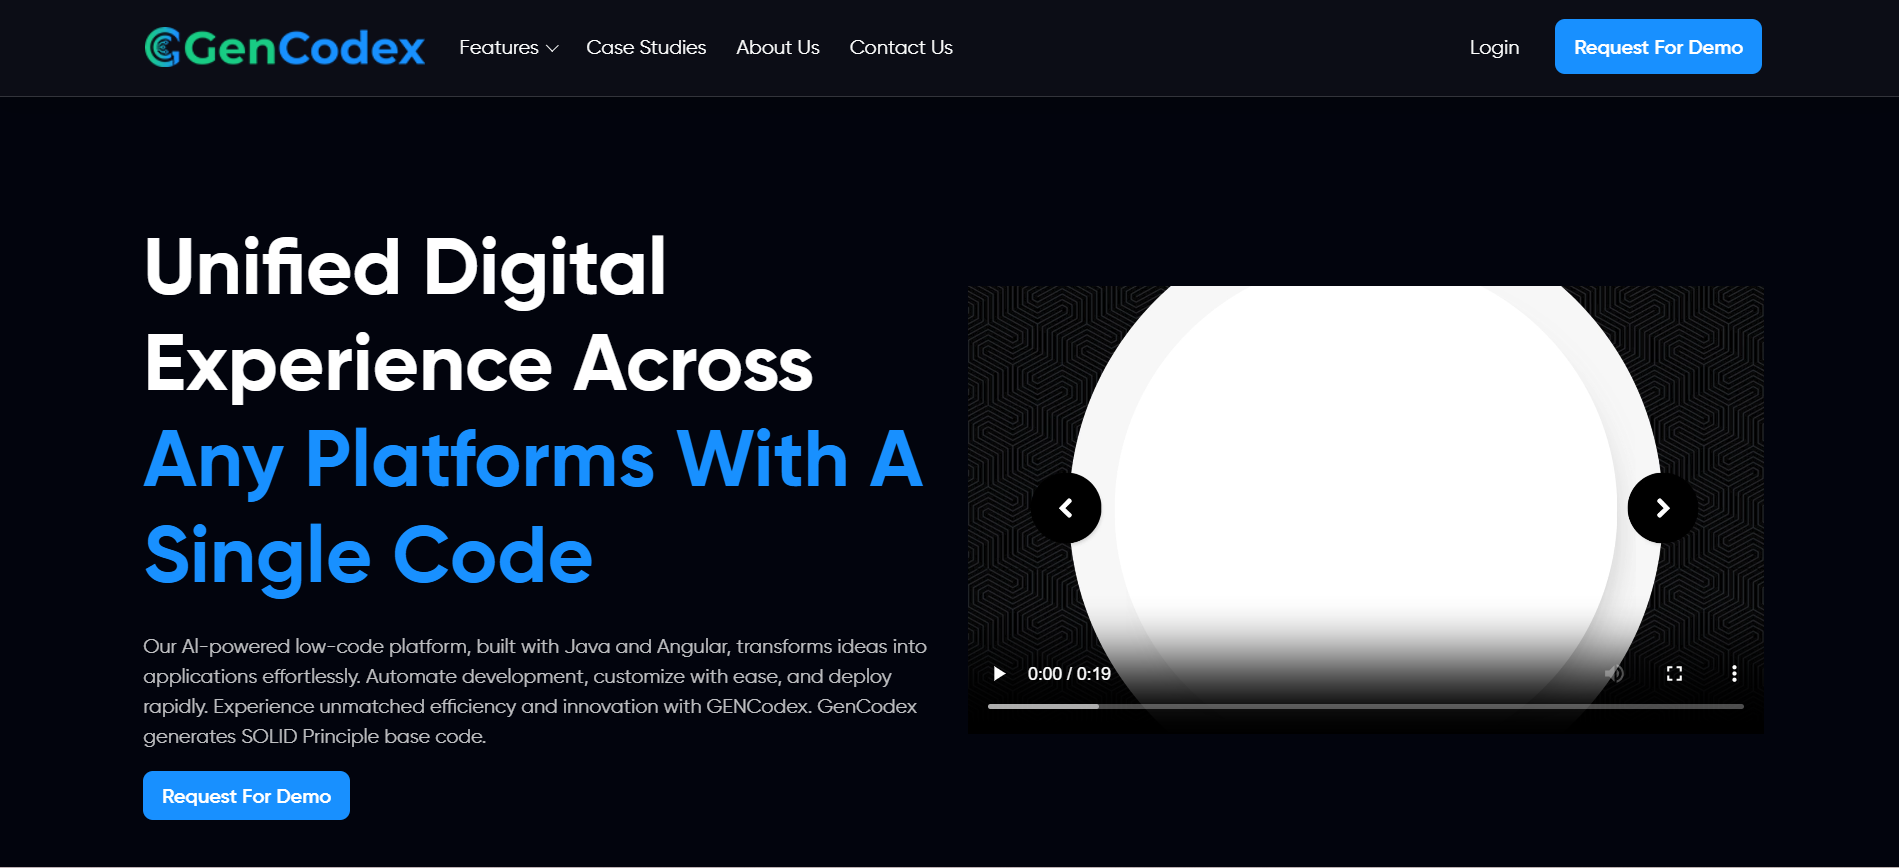 GenCodex
Features
Case Studies
About Us
Contact Us
Login
Request For Demo
Unified Digital
Experience Across
Any Platforms With A
Single Code
Our AI-powered low-code platform, built with Java and Angular, transforms ideas into
applications effortlessly. Automate development, customize with ease, and deploy
rapidly. Experience unmatched efficiency and innovation with GENCodex. GenCodex
generates SOLID Principle base code.
Request For Demo
0:00 / 0:19